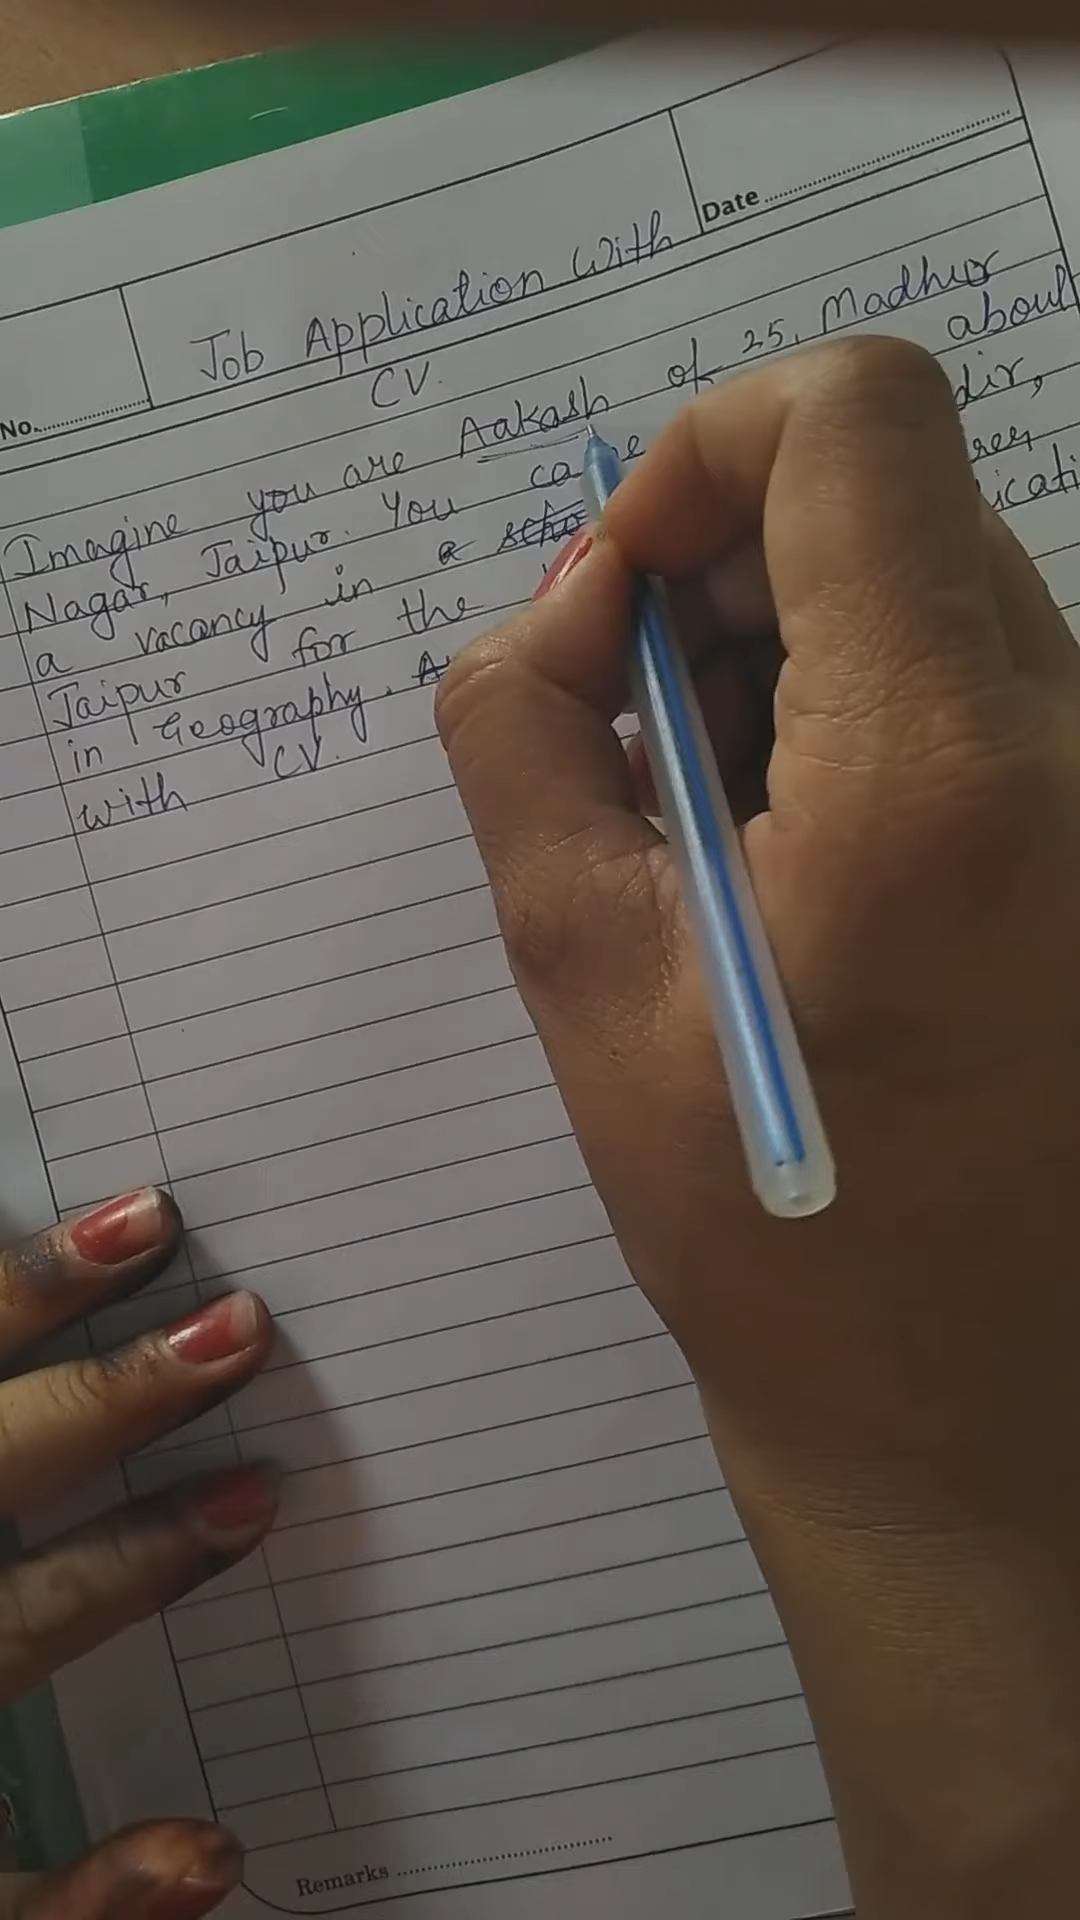 Date
Job Application with
CV.
No.
Imagine you are Aakash of 25, Madhur
Nagar, Jaipur. You came about
a vacancy in a
Jaipur for the
in Geography.
with CV.
Remarks